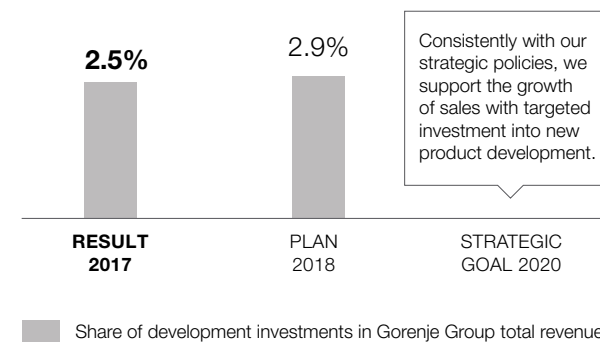 2.5%
2.9%
Consistently with our
strategic policies, we
support the growth
of sales with targeted
investment into new
product development.
RESULT
2017
PLAN
2018
STRATEGIC
GOAL 2020
Share of development investments in Gorenje Group total revenue